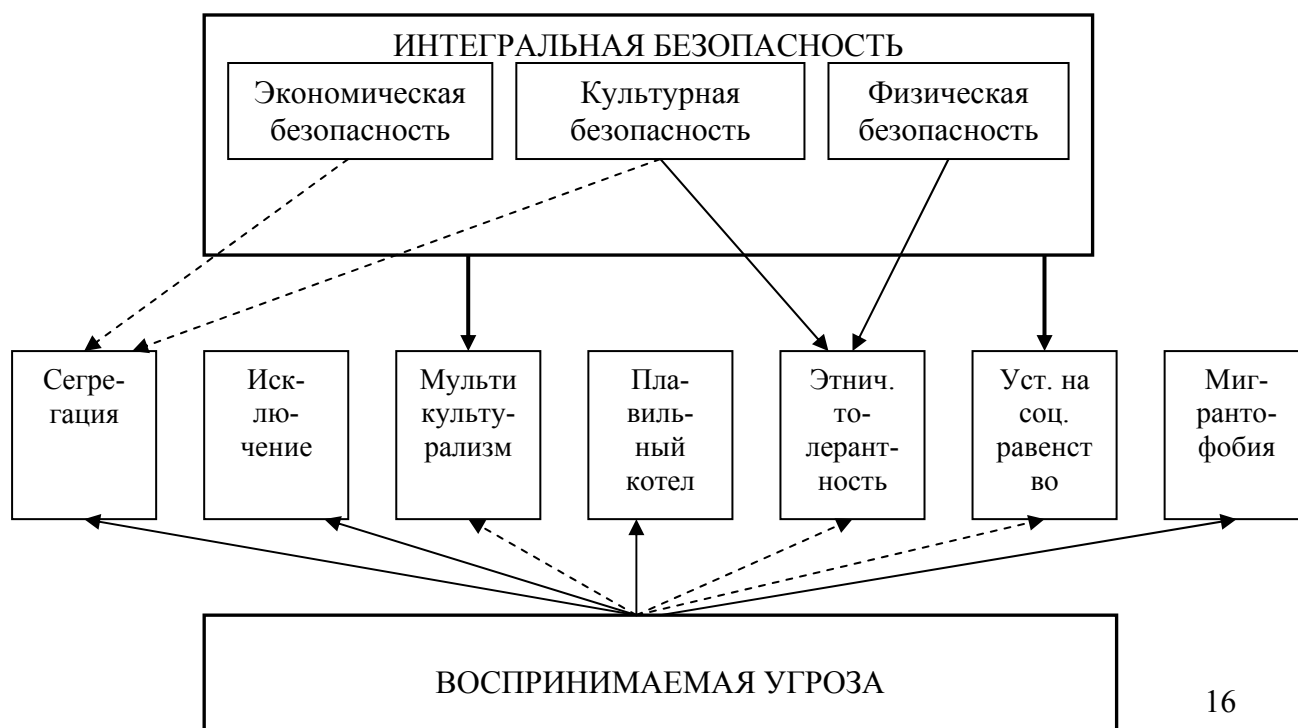 ИНТЕГРАЛЬНАЯ БЕЗОПАСНОСТЬ
Экономическая
безопасность
Культурная
безопасность
Физическая
безопасность
Сегре-
гация
Иск-
лю-
чение
Мульти
культу-
рализм
Пла-
виль-
ный
котел
Этнич.
то-
лерант-
ность
Уст. на
соц.
равенст
во
Миг-
ранто-
фобия
ВОСПРИНИМАЕМАЯ УГРОЗА
16